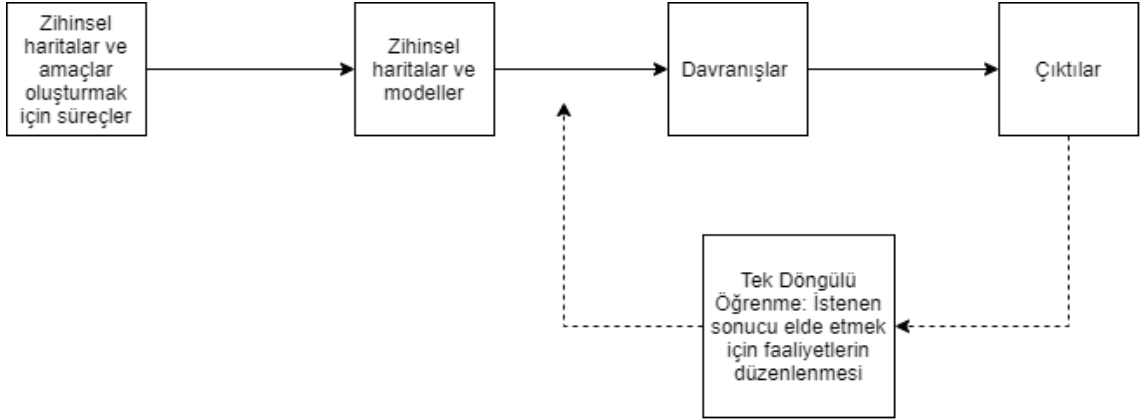 Zihinsel
haritalar ve
amaçlar
oluşturmak
için süreçler
Zihinsel
haritalar ve
modeller
Davranışlar
Çıktılar
Tek Döngülü
Öğrenme: İstenen
sonucu elde etmek
için faaliyetlerin
düzenlenmesi